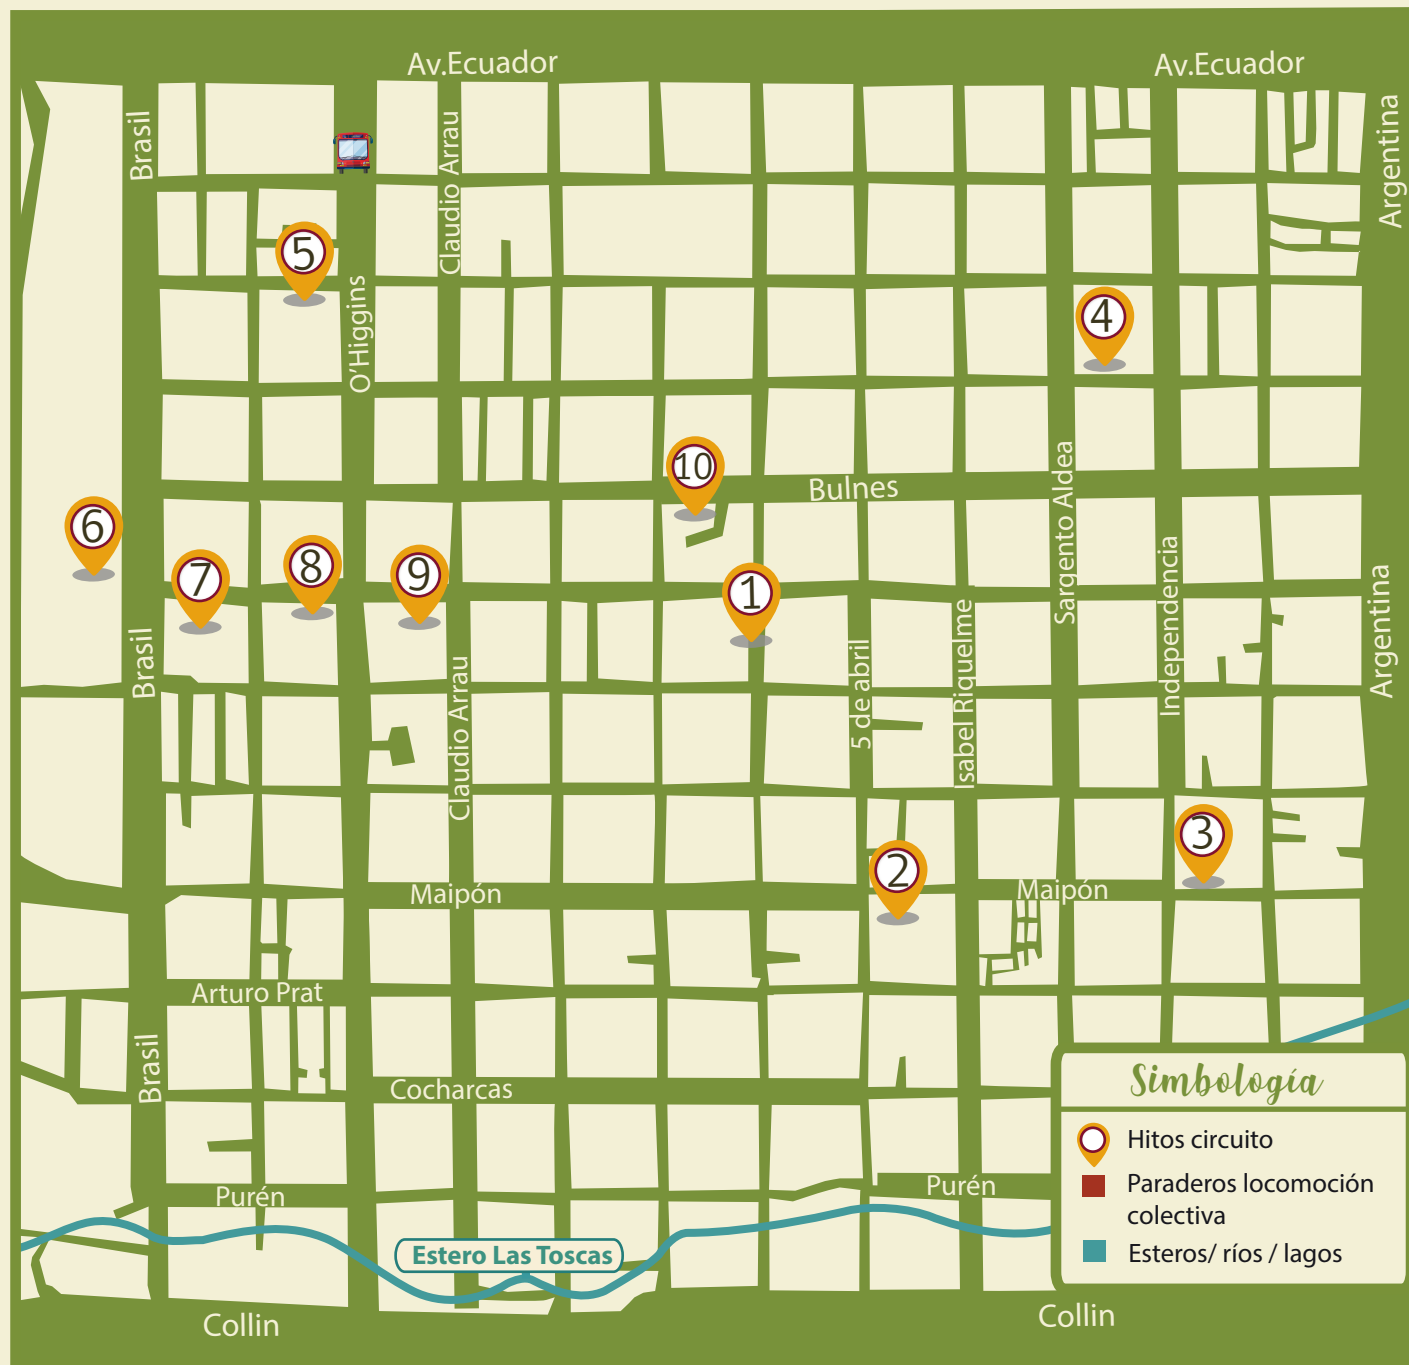 Av.Ecuador
Av.Ecuador
Brasil
Claudio Arrau
Argentina
5
O'Higgins
4
10
Bulnes
Sargento Aldea
6
7
8
9
1
Independencia
Argentina
Brasil
Claudio Arrau
5 de abril
Isabel Riquelme
3
2
Maipón
Maipón
Arturo Prat
Brasil
Cocharcas
Simbología
Hitos circuito
Paraderos locomoción
colectiva
Esteros/ ríos / lagos
Purén
Purén
Estero Las Toscas
Collin
Collin